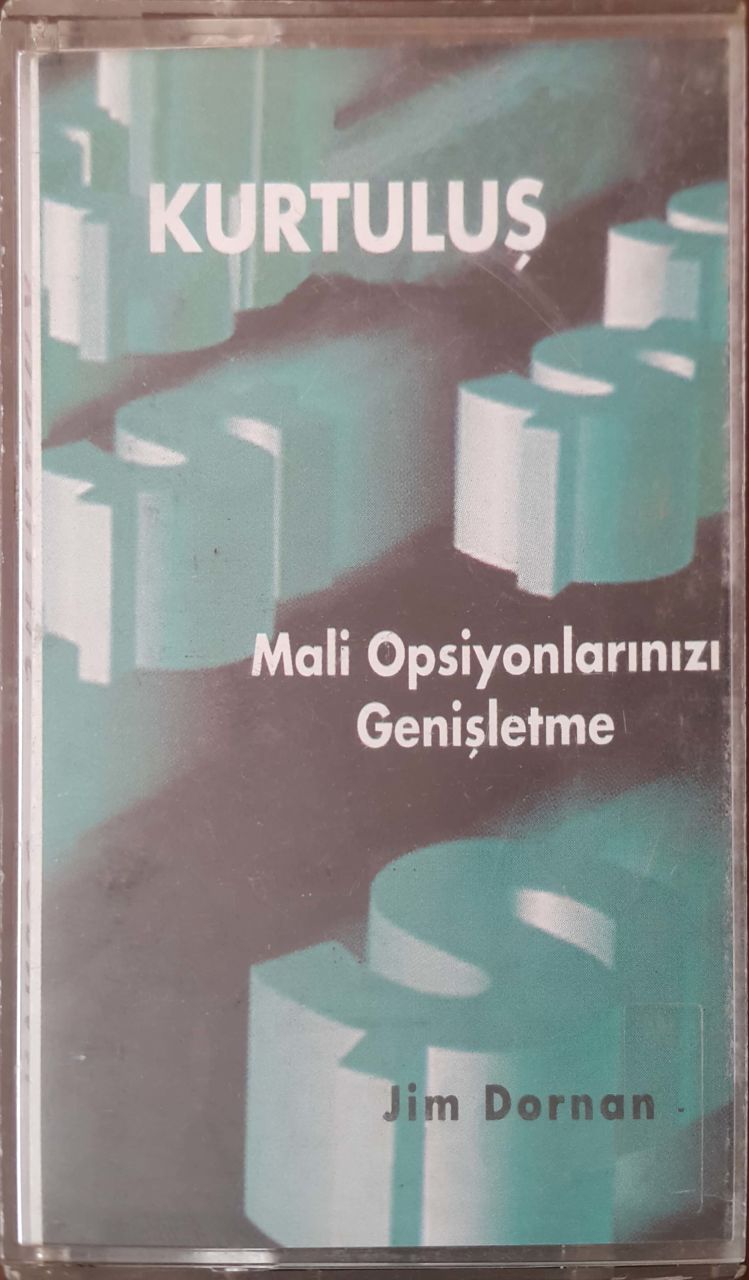 KURTULUŞ
Mali Opsiyonlarınızı
Genişletme
Jim Dornan